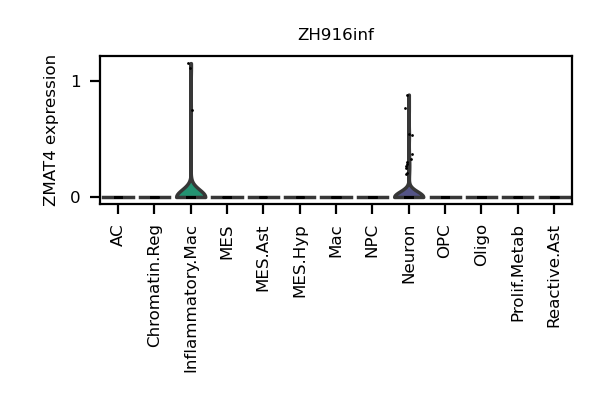 ZH916inf
ZMAT4 expression
1
0
AC
Chromatin.Reg
Inflammatory.Mac
MES
MES.Ast
MES.Hyp
Mac
NPC
Neuron
OPC
Oligo
Prolif.Metab
Reactive.Ast